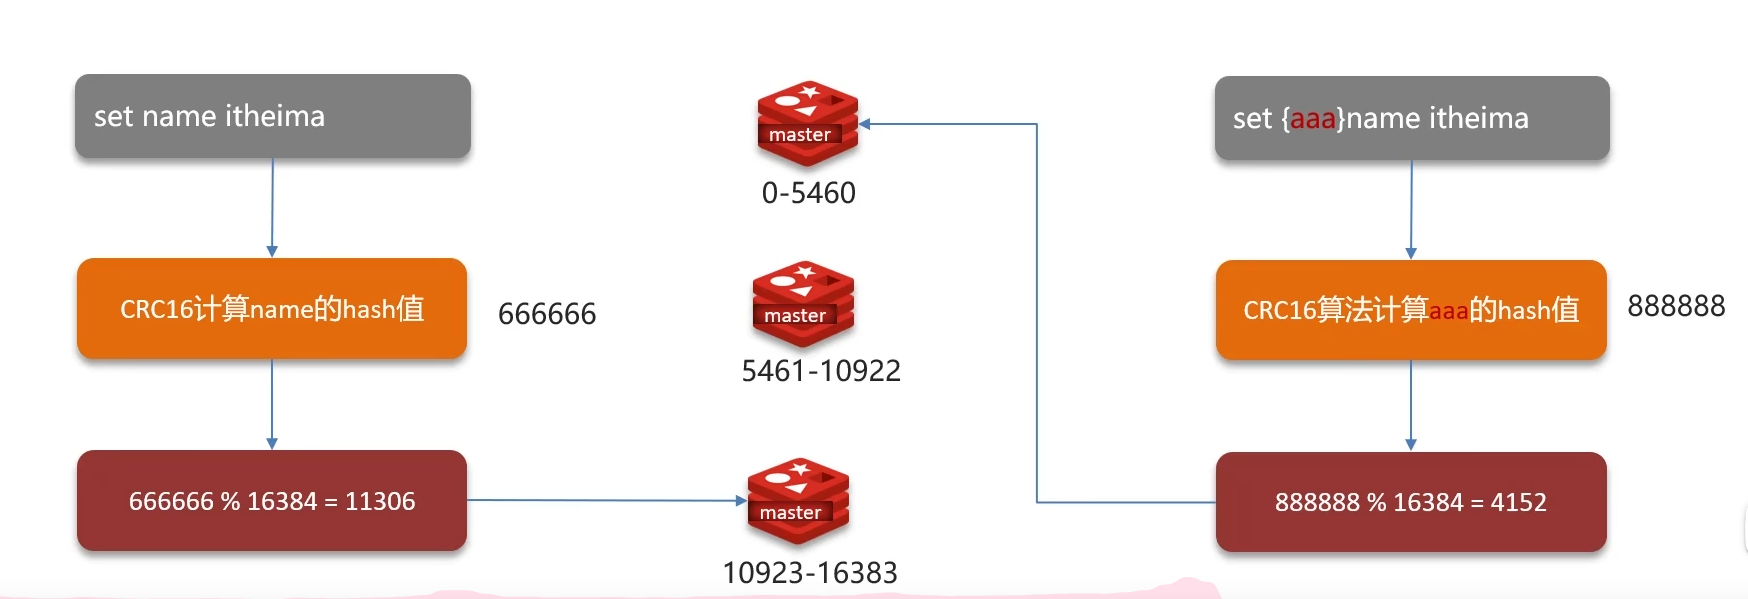 set name itheima
CRC16计算name的hash值
666666
666666 % 16384 = 11306
master
0-5460
master
5461-10922
master
10923-16383
set {aaa}name itheima
CRC16算法计算aaa的hash值
888888
888888 % 16384 = 4152